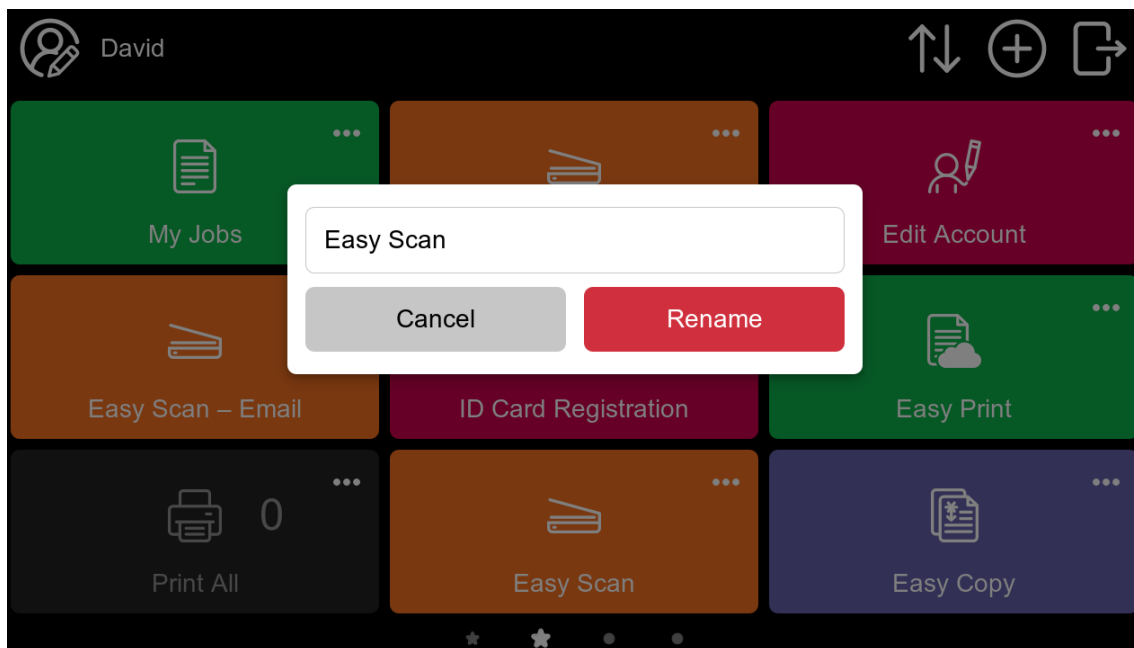 David
My Jobs
Edit Account
Easy Scan
Cancel
Rename
Easy Scan – Email
ID Card Registration
Easy Print
0
Print All
Easy Scan
Easy Copy